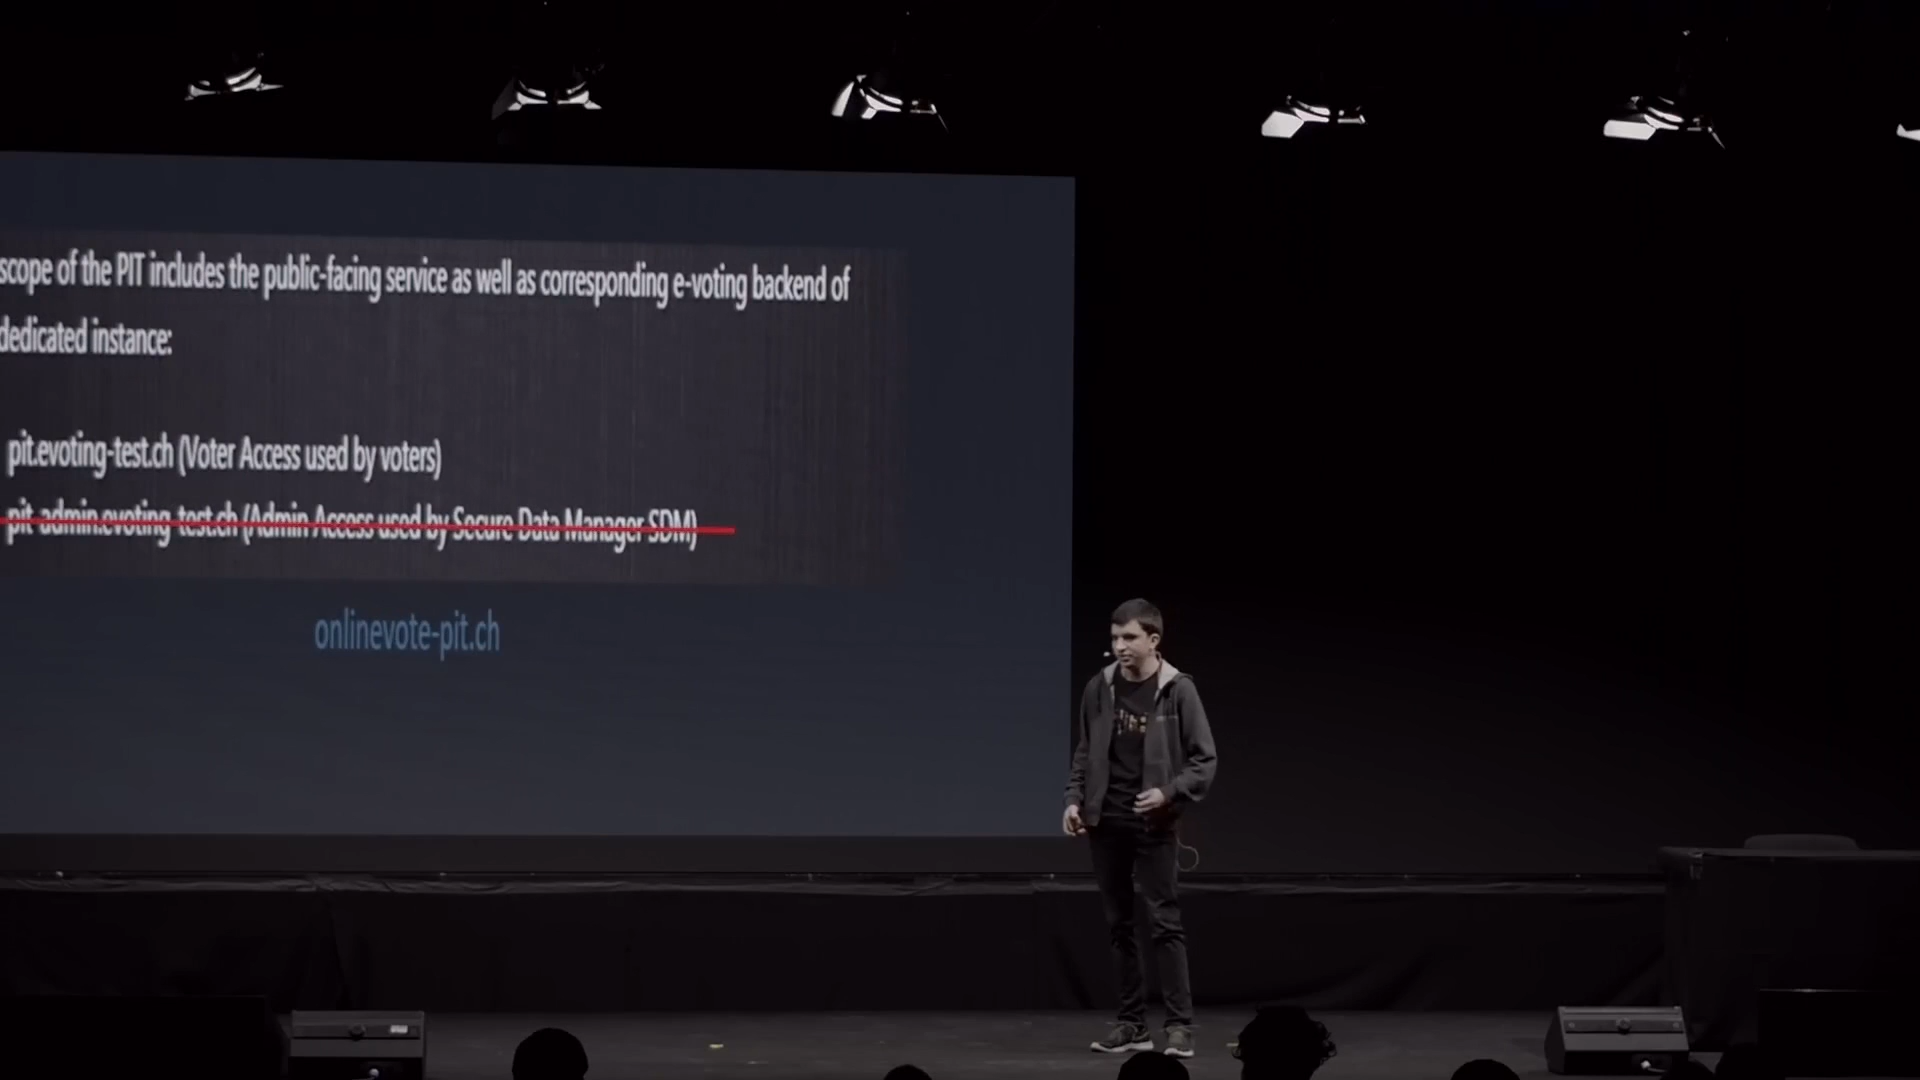 scope of the PIT includes the public-facing service as well as corresponding e-voting backend of
dedicated instance:
pit.evoting-test.ch (Voter Access used by voters)
pit-admin.evoting-test.ch (Admin Access used by Secure Data Manager SDM)
onlinevote-pit.ch